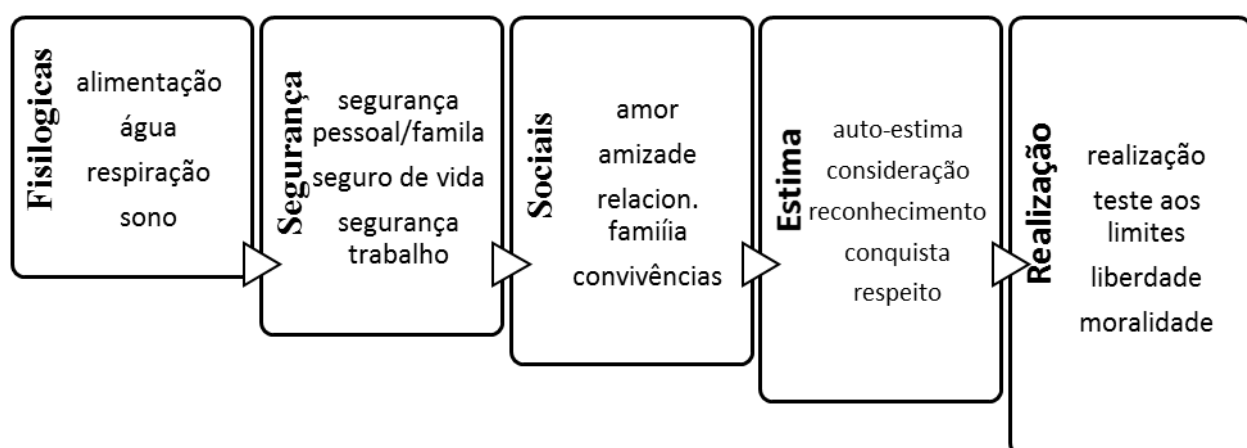 Fisilogicas
alimentação
água
respiração
sono
Segurança
segurança
pessoal/famila
seguro de vida
segurança
trabalho
Sociais
amor
amizade
relacion.
famiíia
convivências
Estima
auto-estima
consideração
reconhecimento
conquista
respeito
Realização
realização
teste aos
limites
liberdade
moralidade